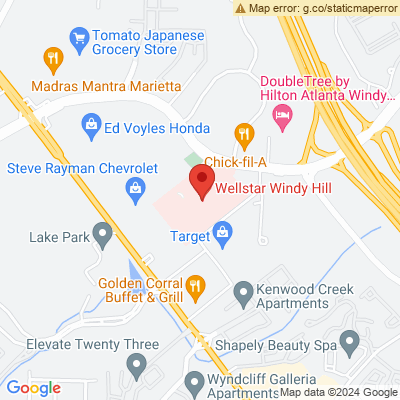 Map error: g.co/staticmaperror
Tomato Japanese
Grocery Store
Madras Mantra Marietta
DoubleTree by
Hilton Atlanta Windy...
Ed Voyles Honda
Chick-fil-A
Steve Rayman Chevrolet
Wellstar Windy Hill
Lake Park
Target
Golden Corral
Buffet & Grill
Kenwood Creek
Apartments
Elevate Twenty Three
Shapely Beauty Spa
Wyndcliff Galleria
Apartments
Google
Map data ©2024 Google